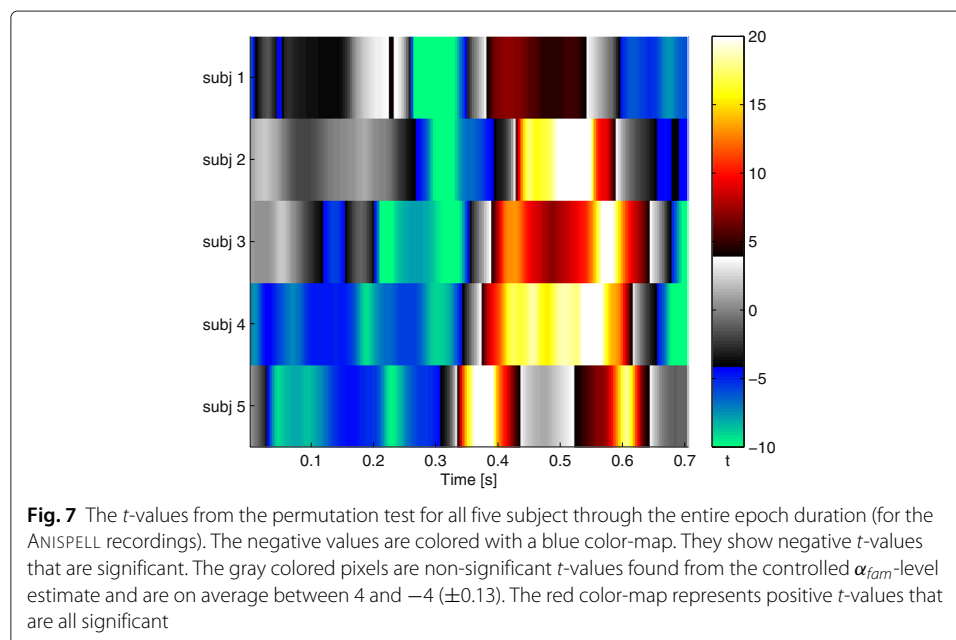 subj 1
subj 2
subj 3
subj 4
subj 5
0.1 0.2 0.3 0.4 0.5 0.6 0.7
Time [s]
20
15
10
5
0
−5
−10
t
Fig. 7 The t-values from the permutation test for all five subject through the entire epoch duration (for the
ANISPELL recordings). The negative values are colored with a blue color-map. They show negative t-values
that are significant. The gray colored pixels are non-significant t-values found from the controlled αfam-level
estimate and are on average between 4 and −4 (±0.13). The red color-map represents positive t-values that
are all significant